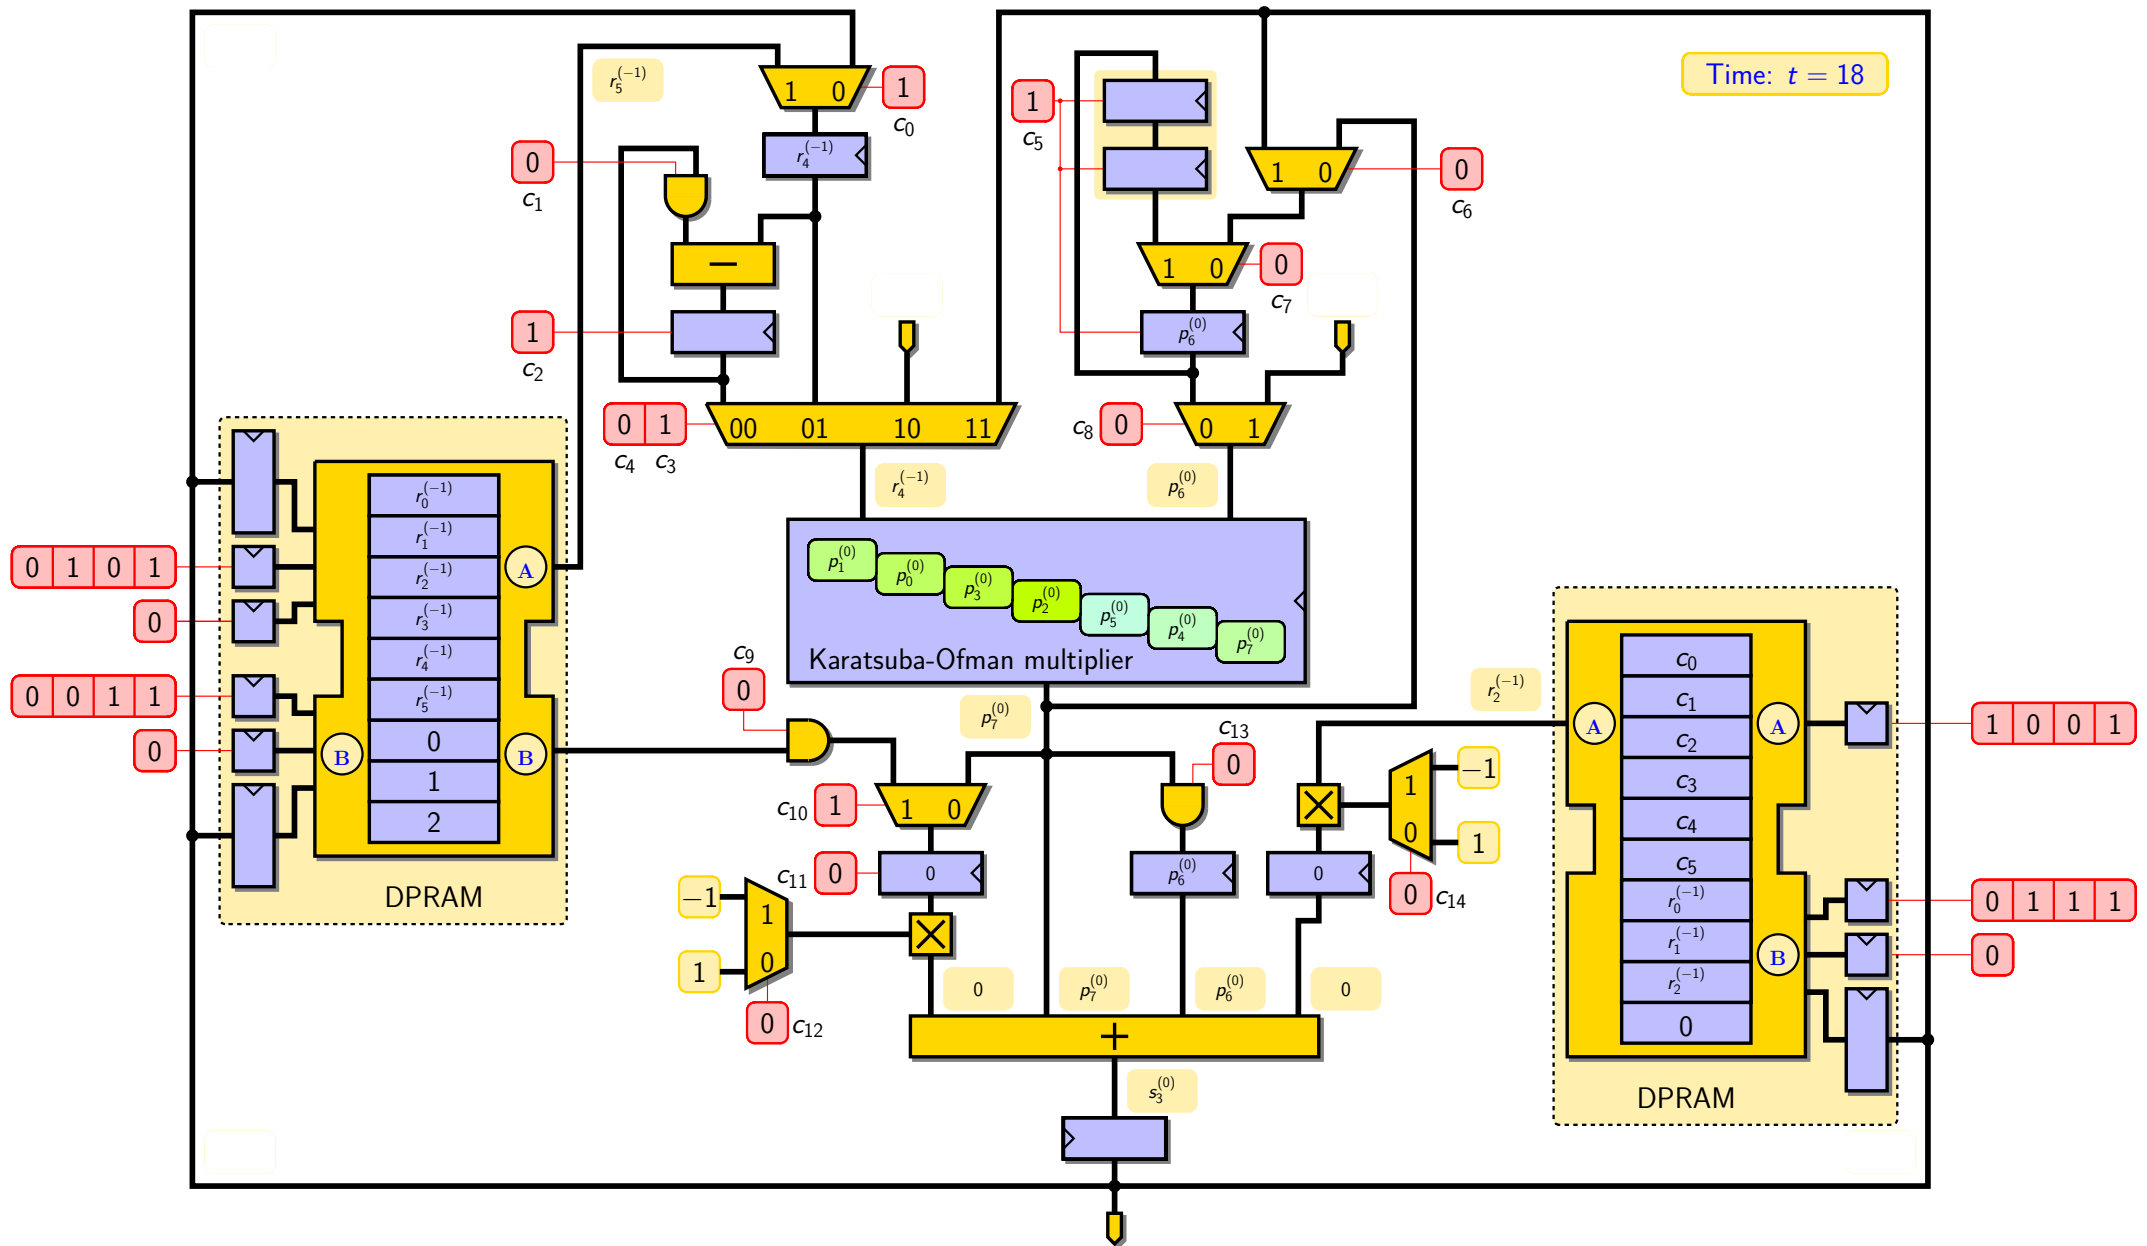 Time: t = 18
r₅⁽⁻¹⁾
1 0
1
c₀
r₄⁽⁻¹⁾
0
c₁
−
1
c₂
1
c₅
1 0
0
c₆
1 0
0
c₇
p₆⁽⁰⁾
0 1
c₄ c₃
00 01 10 11
c₈
0
0 1
r₄⁽⁻¹⁾
p₆⁽⁰⁾
p₁⁽⁰⁾
p₀⁽⁰⁾
p₃⁽⁰⁾
p₂⁽⁰⁾
p₅⁽⁰⁾
p₄⁽⁰⁾
p₇⁽⁰⁾
Karatsuba-Ofman multiplier
0 1 0 1
0
0 0 1 1
0
r₀⁽⁻¹⁾
r₁⁽⁻¹⁾
r₂⁽⁻¹⁾
r₃⁽⁻¹⁾
r₄⁽⁻¹⁾
r₅⁽⁻¹⁾
0
1
2
A
B
B
DPRAM
c₉
0
p₇⁽⁰⁾
c₁₀
1
1 0
c₁₁
0
0
−1
1
1
0
0
c₁₂
×
c₁₃
0
p₆⁽⁰⁾
r₂⁽⁻¹⁾
×
1
0
−1
1
0
c₁₄
0
0
p₇⁽⁰⁾
p₆⁽⁰⁾
0
+
s₃⁽⁰⁾
A
A
B
c₀
c₁
c₂
c₃
c₄
c₅
r₀⁽⁻¹⁾
r₁⁽⁻¹⁾
r₂⁽⁻¹⁾
0
DPRAM
1 0 0 1
0 1 1 1
0